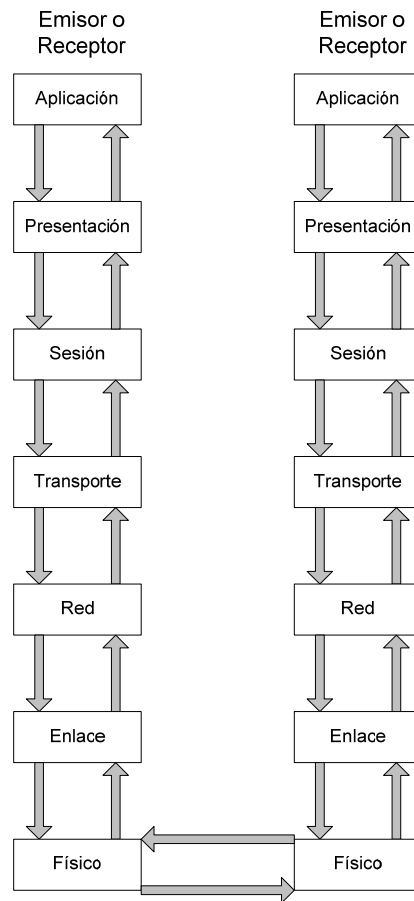 Emisor o
Receptor
Aplicación
Presentación
Sesión
Transporte
Red
Enlace
Físico
Emisor o
Receptor
Aplicación
Presentación
Sesión
Transporte
Red
Enlace
Físico